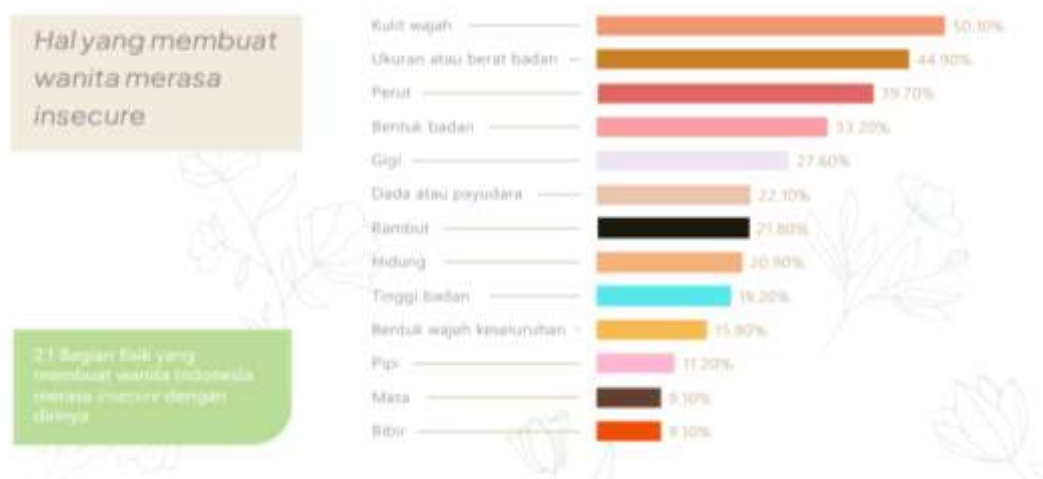 Hal yang membuat
wanita merasa
insecure
2.1 Bagian fisik yang
membuat wanita Indonesia
merasa insecure dengan
dirinya
Kulit wajah 50.10%
Ukuran atau berat badan 44.90%
Perut 39.70%
Bentuk badan 33.20%
Gigi 27.60%
Dada atau payudara 22.10%
Rambut 21.80%
Hidung 20.90%
Tinggi badan 19.20%
Bentuk wajah keseluruhan 15.80%
Pipi 11.20%
Mata 9.10%
Bibir 9.10%